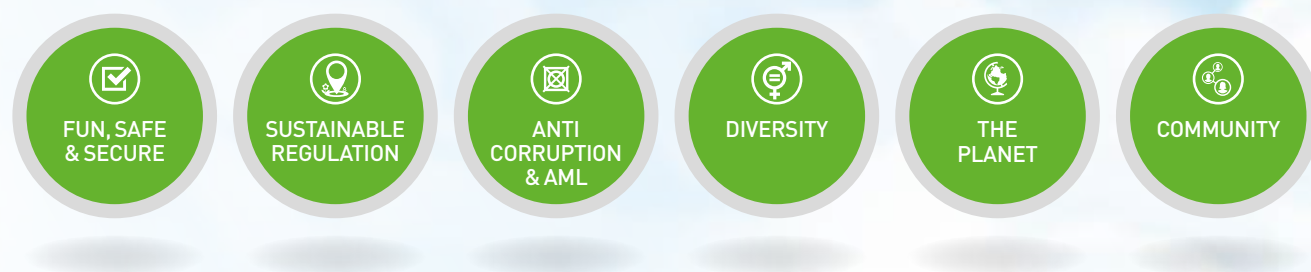 FUN, SAFE
& SECURE
SUSTAINABLE
REGULATION
ANTI
CORRUPTION
& AML
DIVERSITY
THE
PLANET
COMMUNITY